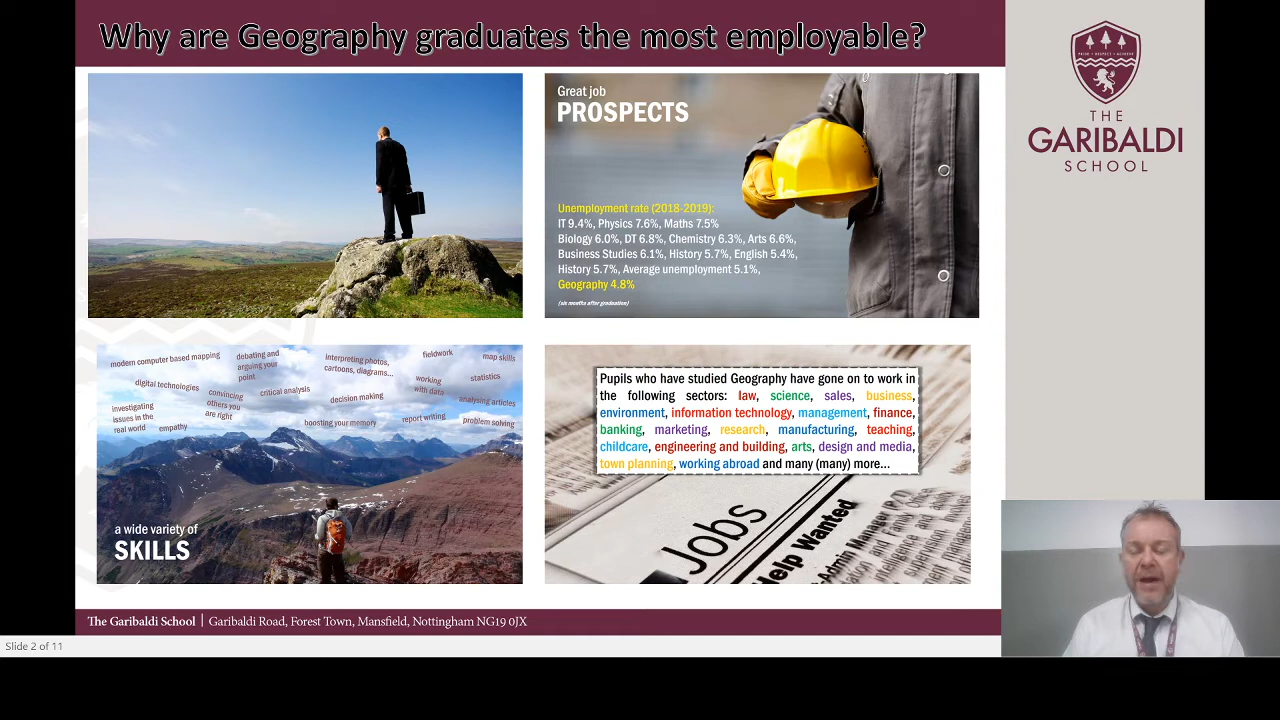 Why are Geography graduates the most employable?
THE
GARIBALDI
SCHOOL
Great job
PROSPECTS
Unemployment rate (2018-2019):
IT 9.4%, Physics 7.6%, Maths 7.5%
Biology 6.0%, DT 6.8%, Chemistry 6.3%, Arts 6.6%,
Business Studies 6.1%, History 5.7%, English 5.4%,
History 5.7%, Average unemployment 5.1%,
Geography 4.8%
(six months after graduation)
modern computer based mapping
debating and
arguing your
point
interpreting photos,
cartoons, diagrams...
fieldwork
map skills
digital technologies
convincing
others you
are right
critical analysis
decision making
working
with data
statistics
analysing articles
investigating
issues in the
real world
empathy
boosting your memory
report writing
problem solving
a wide variety of
SKILLS
Pupils who have studied Geography have gone on to work in
the following sectors: law, science, sales, business,
environment, information technology, management, finance,
banking, marketing, research, manufacturing, teaching,
childcare, engineering and building, arts, design and media,
town planning, working abroad and many (many) more...
Jobs
Help Wanted
Admin Manager
The Garibaldi School | Garibaldi Road, Forest Town, Mansfield, Nottingham NG19 0JX
Slide 2 of 11